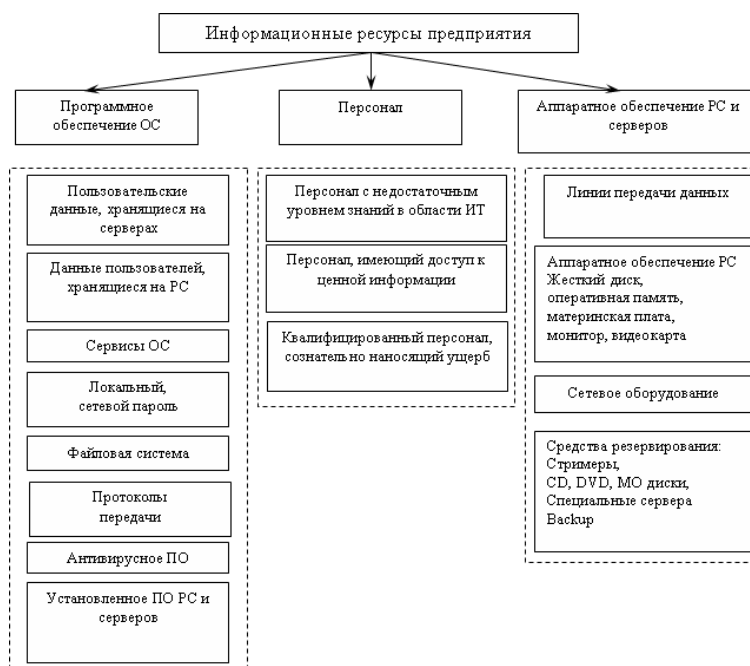 Информационные ресурсы предприятия
Программное
обеспечение ОС
Персонал
Аппаратное обеспечение РС и
серверов
Пользовательские
данные, хранящиеся на
серверах
Данные пользователей,
хранящиеся на РС
Сервисы ОС
Локальный,
сетевой пароль
Файловая система
Протоколы
передачи
Антивирусное ПО
Установленное ПО РС и
серверов
Персонал с недостаточным
уровнем знаний в области ИТ
Персонал, имеющий доступ к
ценной информации
Квалифицированный персонал,
сознательно наносящий ущерб
Линии передачи данных
Аппаратное обеспечение РС
Жесткий диск,
оперативная память,
материнская плата,
монитор, видеокарта
Сетевое оборудование
Средства резервирования:
Стримеры,
CD, DVD, МО диски,
Специальные сервера
Backup